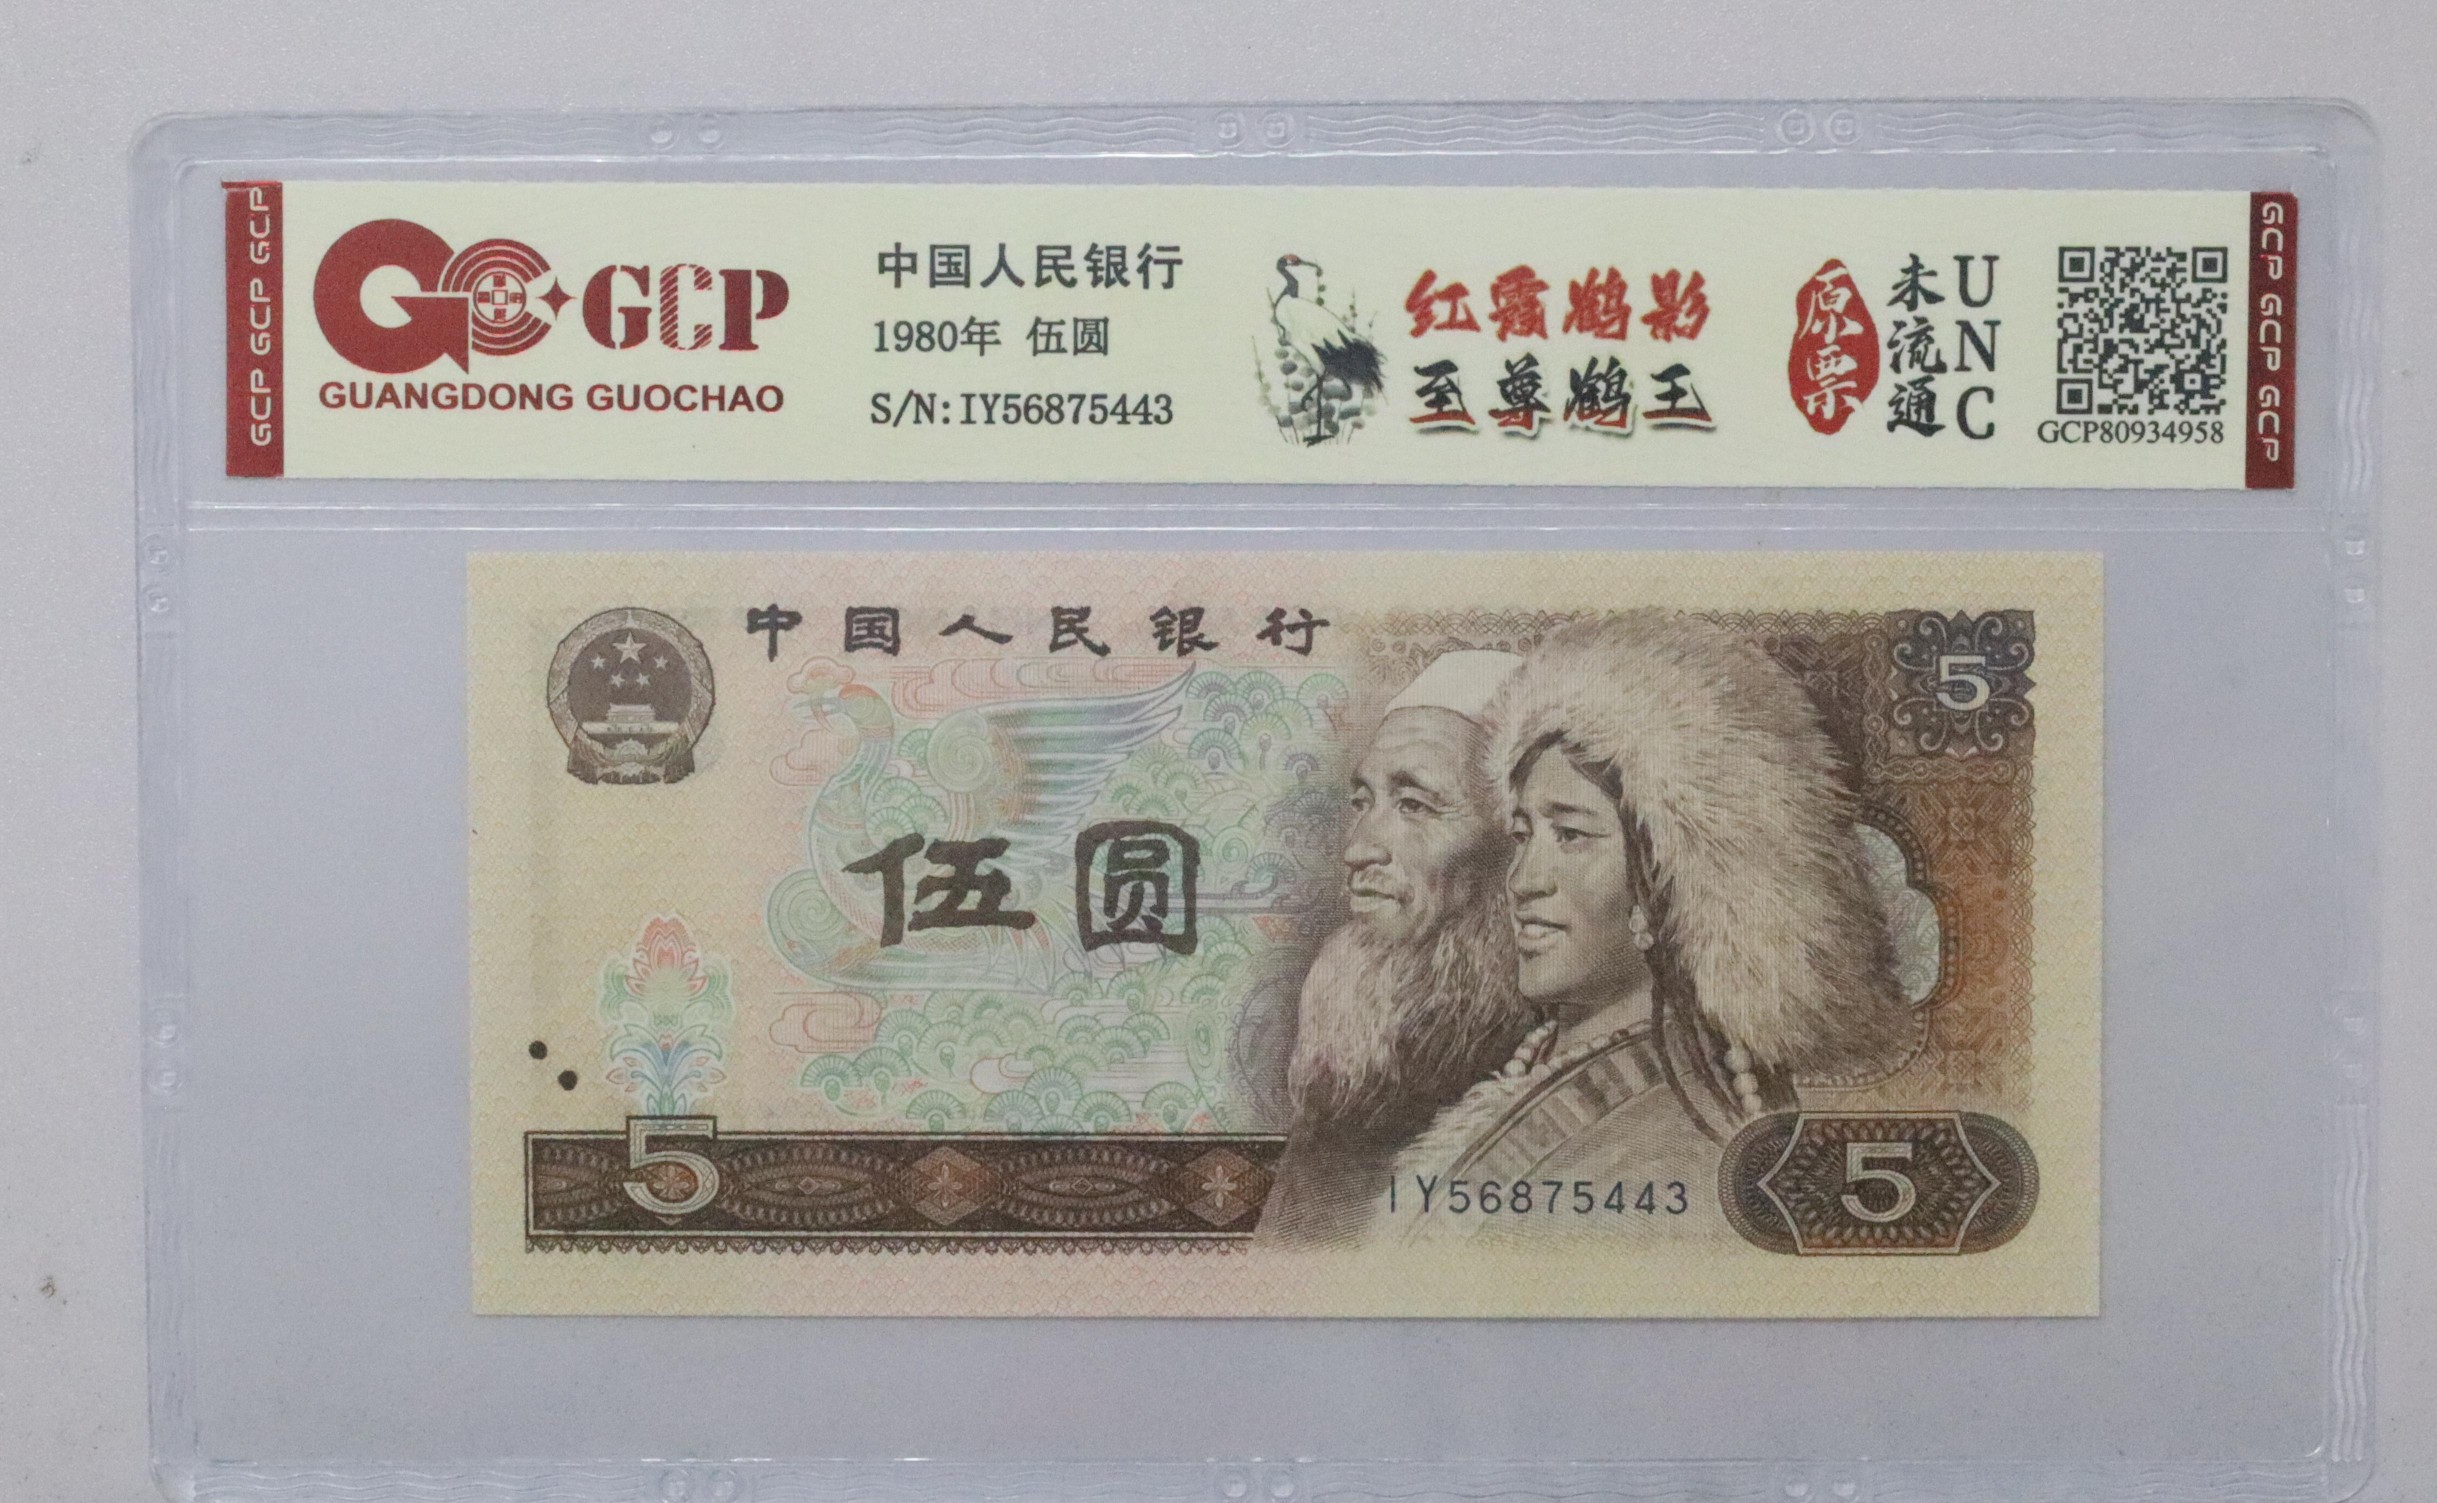 GCP GCP GCP
GCP
GUANGDONG GUOCHAO
中国人民银行
1980年 伍圆
S/N:IY56875443
红霞鹤影
至尊鹤王
原票
未流通
UNC
GCP80934958
GCP GCP GCP
中国人民银行
5
伍圆
5
IY56875443
5